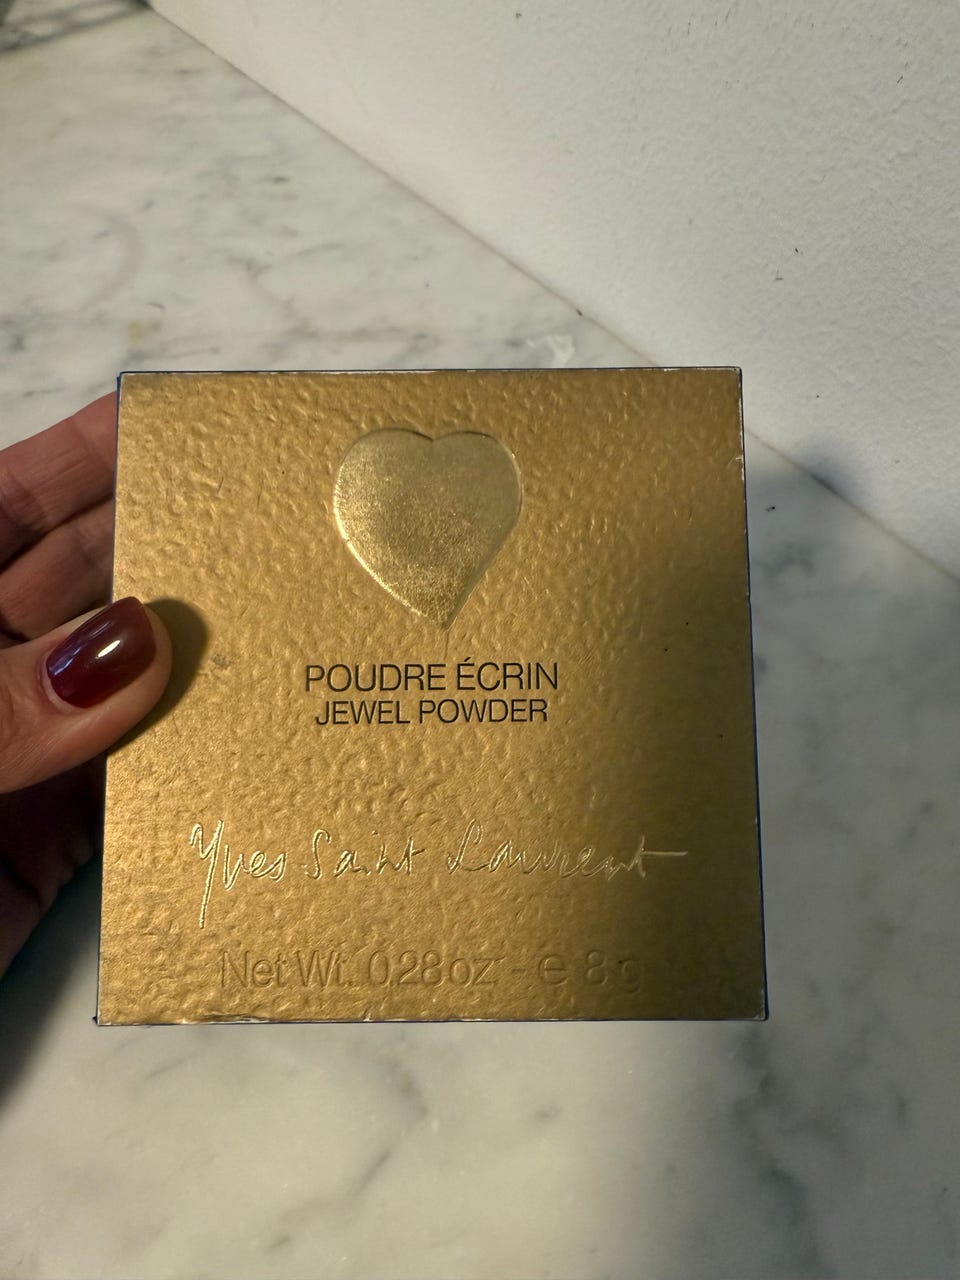 POUDRE ÉCRIN
JEWEL POWDER
Yves Saint Laurent
Net Wt. 0.28 oz - e 8 g